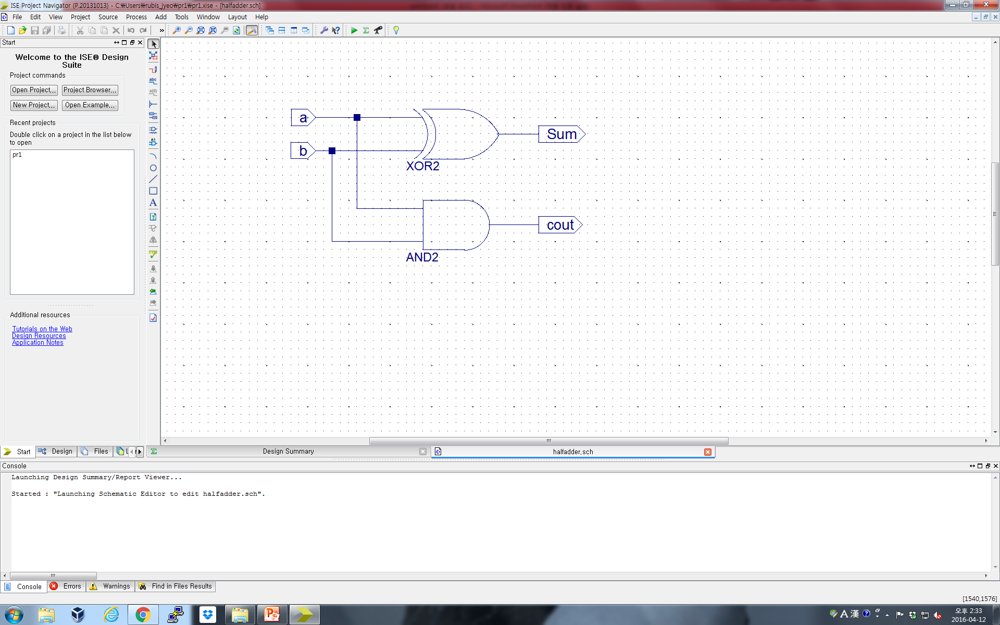 ISE Project Navigator (P.20131013) - C:₩Users₩rubis_jyeo₩pr1₩pr1.xise - [halfadder.sch]
File Edit View Project Source Process Add Tools Window Layout Help
»
Start
Welcome to the ISE® Design
Suite
Project commands
Open Project... Project Browser...
New Project... Open Example...
Recent projects
Double click on a project in the list below
to open
pr1
Additional resources
Tutorials on the Web
Design Resources
Application Notes
abc
a(0)
A1
A
a
b
XOR2
Sum
AND2
cout
Start Design Files
Design Summary
halfadder.sch
Console
Launching Design Summary/Report Viewer...
Started : "Launching Schematic Editor to edit halfadder.sch".
Console Errors Warnings Find in Files Results
[1540,1576]
A 漢
오후 2:33
2016-04-12